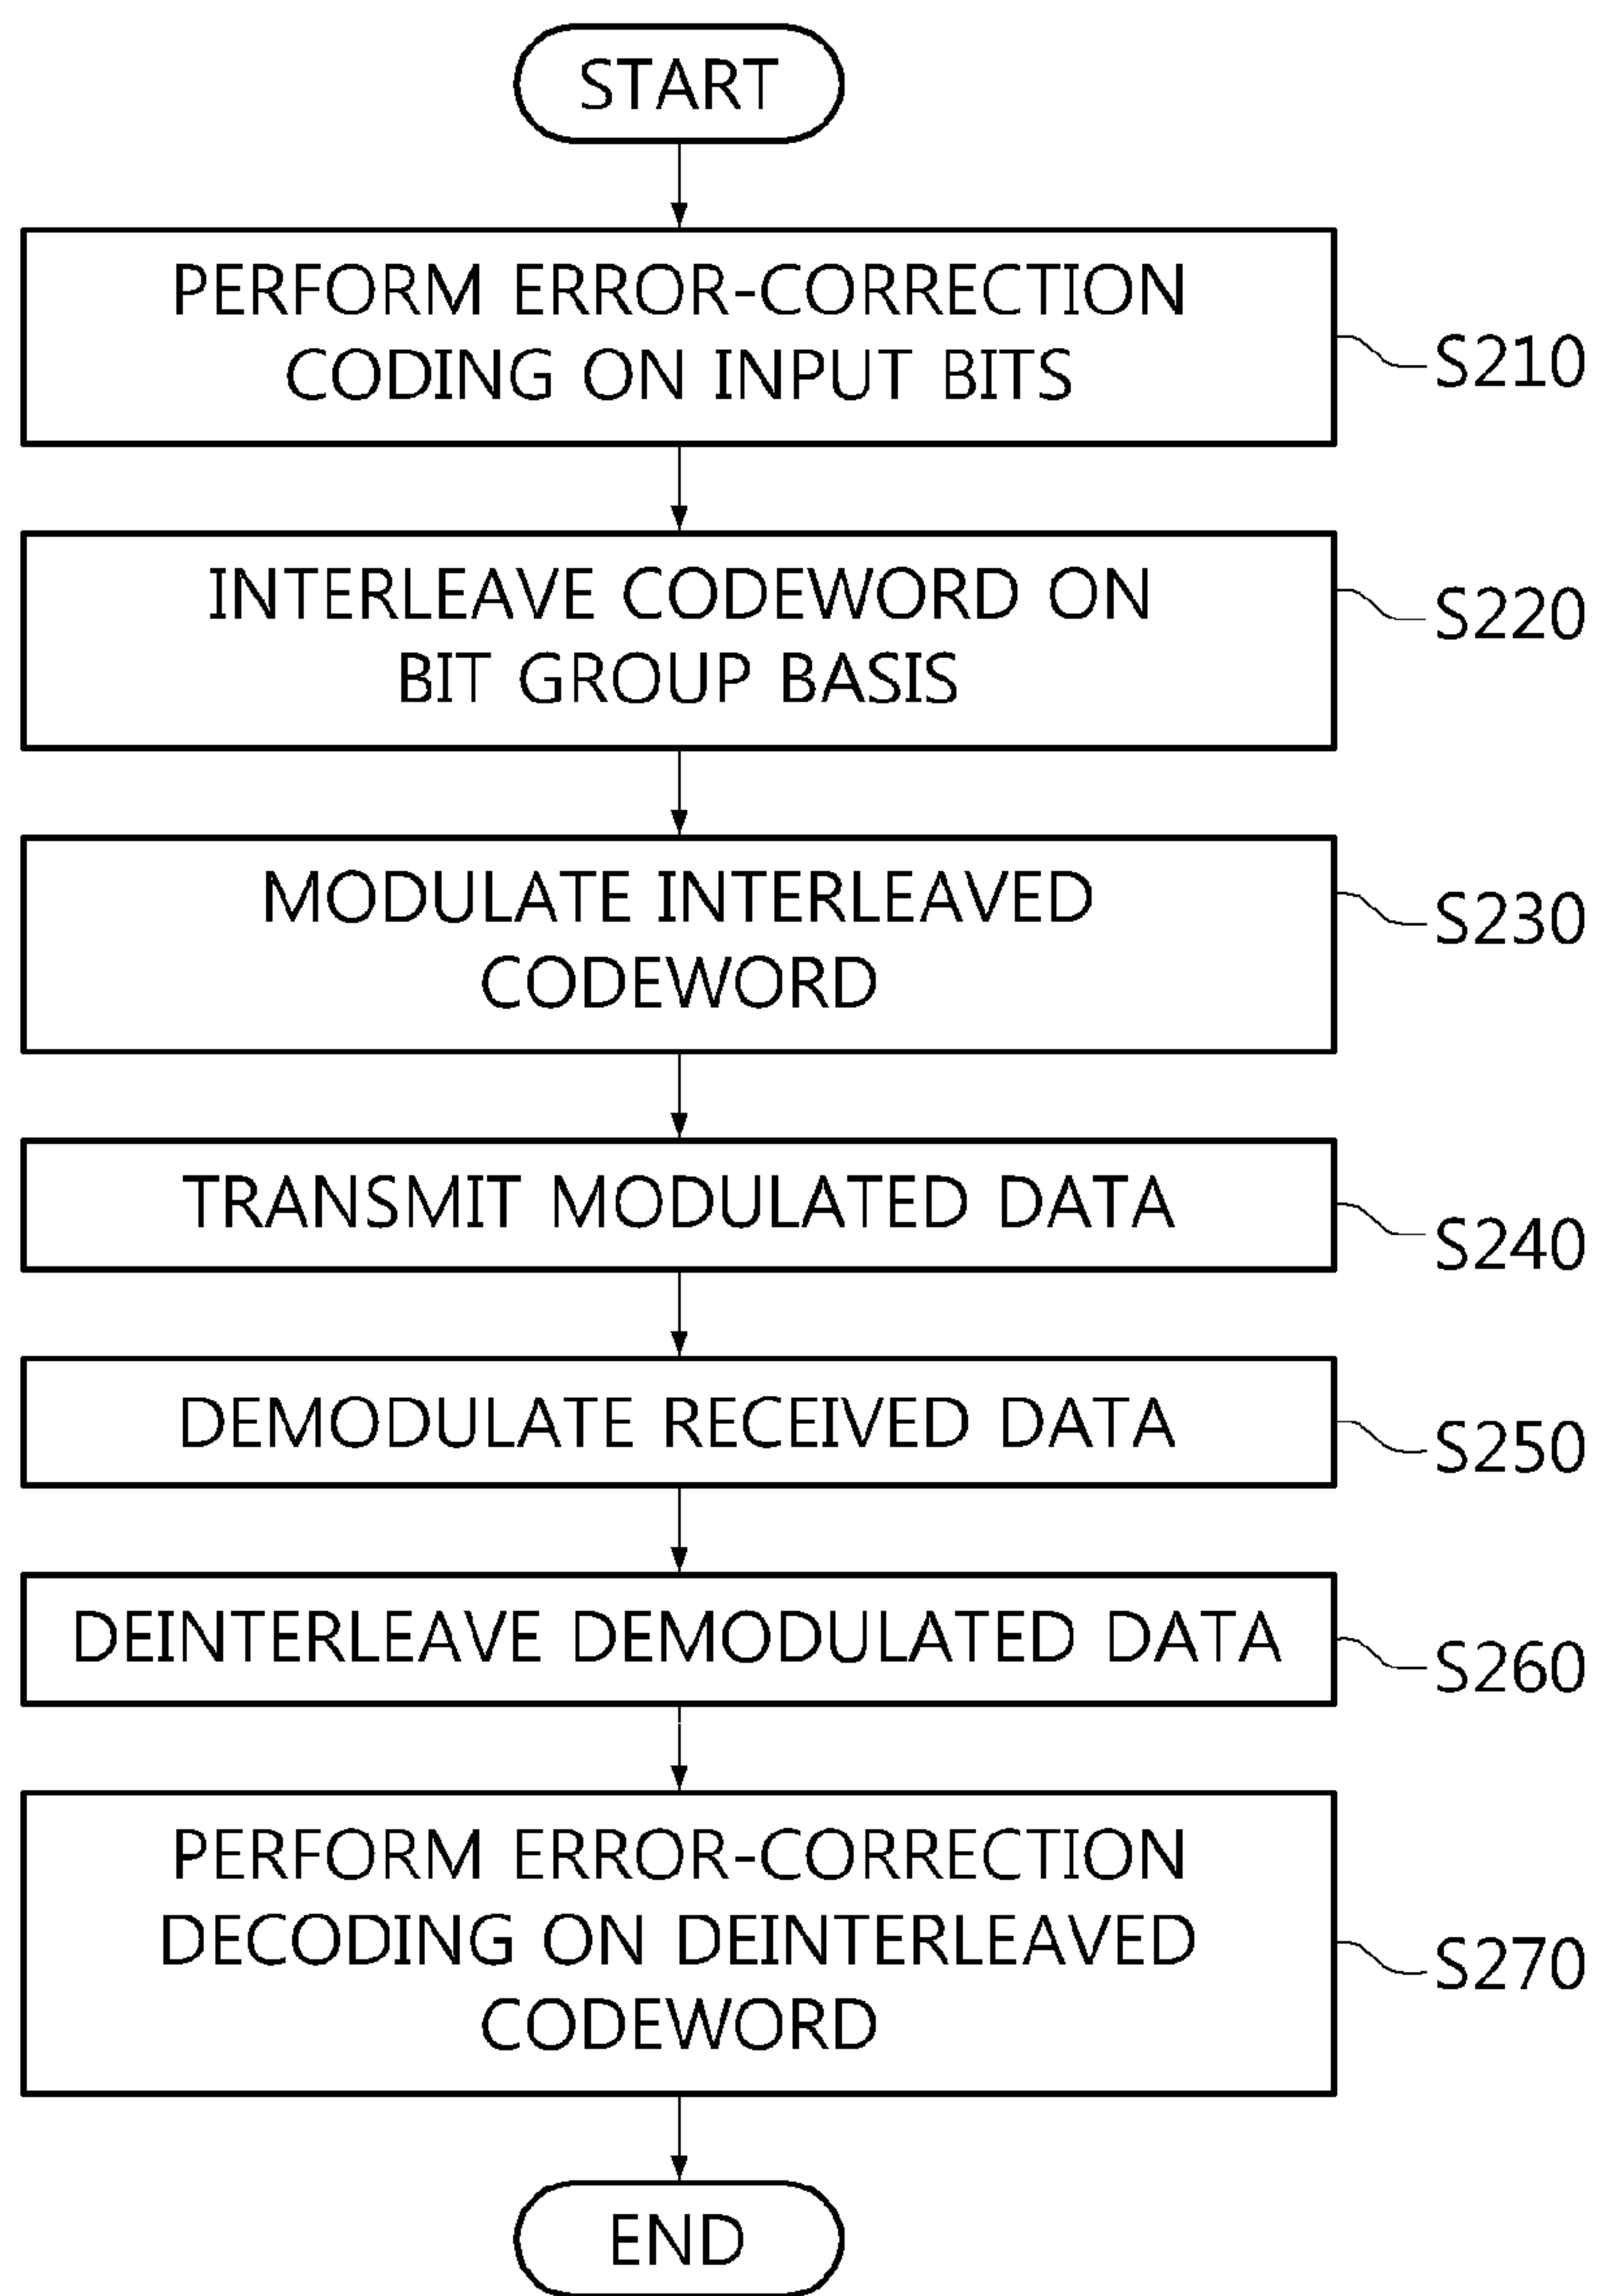 START
PERFORM ERROR-CORRECTION
CODING ON INPUT BITS
S210
INTERLEAVE CODEWORD ON
BIT GROUP BASIS
S220
MODULATE INTERLEAVED
CODEWORD
S230
TRANSMIT MODULATED DATA
S240
DEMODULATE RECEIVED DATA
S250
DEINTERLEAVE DEMODULATED DATA
S260
PERFORM ERROR-CORRECTION
DECODING ON DEINTERLEAVED
CODEWORD
S270
END